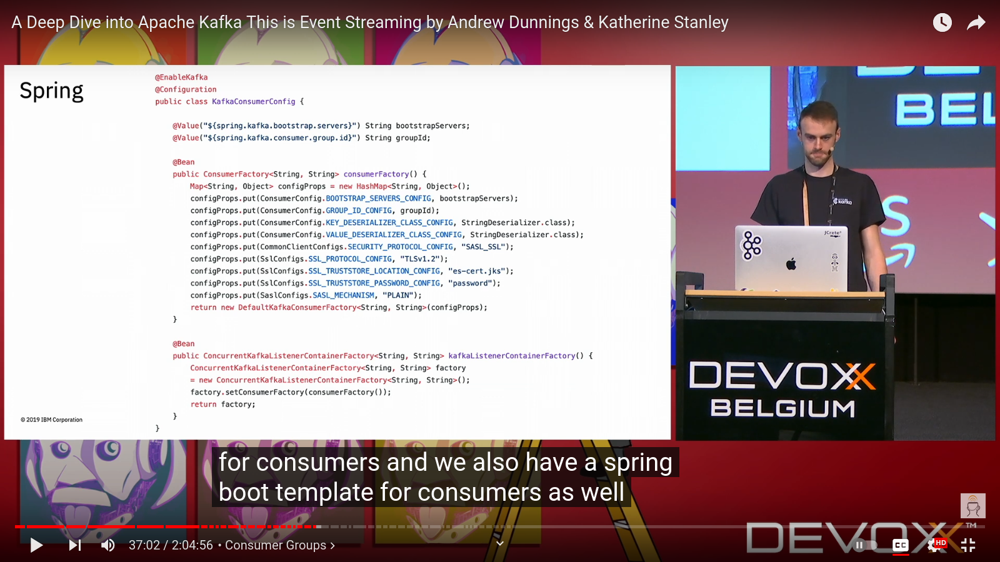 A Deep Dive into Apache Kafka This is Event Streaming by Andrew Dunnings & Katherine Stanley
Spring
@EnableKafka
@Configuration
public class KafkaConsumerConfig {
@Value("${spring.kafka.bootstrap.servers}") String bootstrapServers;
@Value("${spring.kafka.consumer.group.id}") String groupId;
@Bean
public ConsumerFactory<String, String> consumerFactory() {
Map<String, Object> configProps = new HashMap<String, Object>();
configProps.put(ConsumerConfig.BOOTSTRAP_SERVERS_CONFIG, bootstrapServers);
configProps.put(ConsumerConfig.GROUP_ID_CONFIG, groupId);
configProps.put(ConsumerConfig.KEY_DESERIALIZER_CLASS_CONFIG, StringDeserializer.class);
configProps.put(ConsumerConfig.VALUE_DESERIALIZER_CLASS_CONFIG, StringDeserializer.class);
configProps.put(CommonClientConfigs.SECURITY_PROTOCOL_CONFIG, "SASL_SSL");
configProps.put(SslConfigs.SSL_PROTOCOL_CONFIG, "TLSv1.2");
configProps.put(SslConfigs.SSL_TRUSTSTORE_LOCATION_CONFIG, "es-cert.jks");
configProps.put(SslConfigs.SSL_TRUSTSTORE_PASSWORD_CONFIG, "password");
configProps.put(SaslConfigs.SASL_MECHANISM, "PLAIN");
return new DefaultKafkaConsumerFactory<String, String>(configProps);
}
@Bean
public ConcurrentKafkaListenerContainerFactory<String, String> kafkaListenerContainerFactory() {
ConcurrentKafkaListenerContainerFactory<String, String> factory
= new ConcurrentKafkaListenerContainerFactory<String, String>();
factory.setConsumerFactory(consumerFactory());
return factory;
}
}
© 2019 IBM Corporation
BEL
kafka
S
JCrete
DEVOXX
BELGIUM
for consumers and we also have a spring
boot template for consumers as well
DEVOXX™
37:02 / 2:04:56 • Consumer Groups
CC
HD